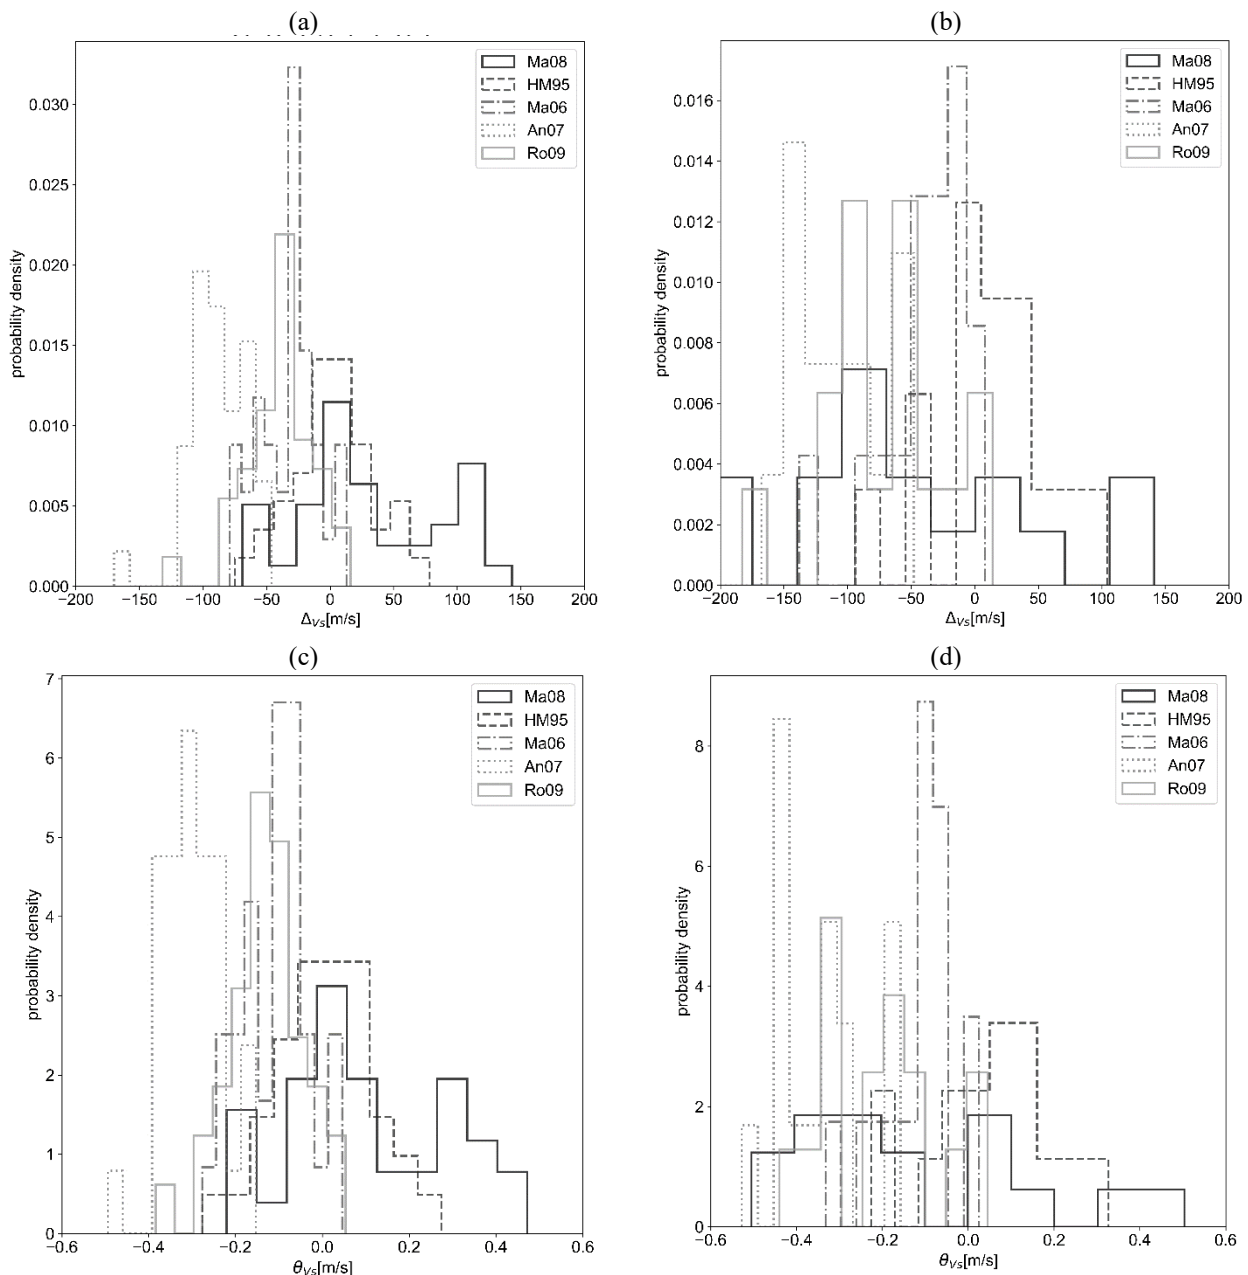 (a)
Ma08
HM95
Ma06
An07
Ro09
0.030
0.025
0.020
0.015
0.010
0.005
0.000
probability density
−200 −150 −100 −50 0 50 100 150 200
ΔVs[m/s]
(b)
Ma08
HM95
Ma06
An07
Ro09
0.016
0.014
0.012
0.010
0.008
0.006
0.004
0.002
0.000
probability density
−200 −150 −100 −50 0 50 100 150 200
ΔVs[m/s]
(c)
Ma08
HM95
Ma06
An07
Ro09
7
6
5
4
3
2
1
0
probability density
−0.6 −0.4 −0.2 0.0 0.2 0.4 0.6
θVs[m/s]
(d)
Ma08
HM95
Ma06
An07
Ro09
8
6
4
2
0
probability density
−0.6 −0.4 −0.2 0.0 0.2 0.4 0.6
θVs[m/s]